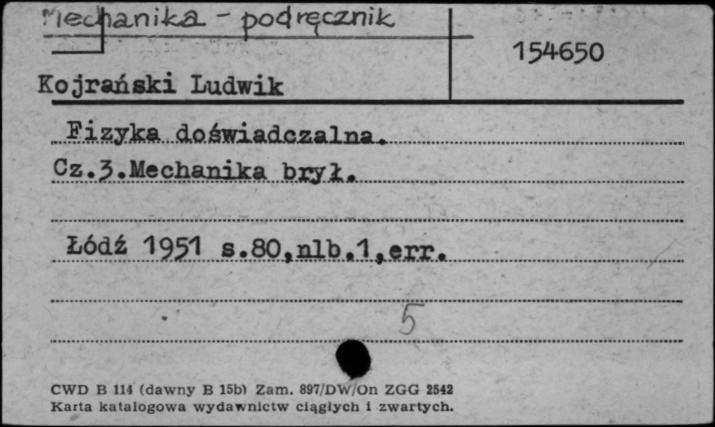 Mechanika - podręcznik
154650
Kojrański Ludwik
Fizyka doświadczalna.
Cz.3.Mechanika brył.
Łódź 1951 s.80,nlb.1,err.
5
CWD B 114 (dawny B 15b) Zam. 897/DW/On ZGG 2542
Karta katalogowa wydawnictw ciągłych i zwartych.